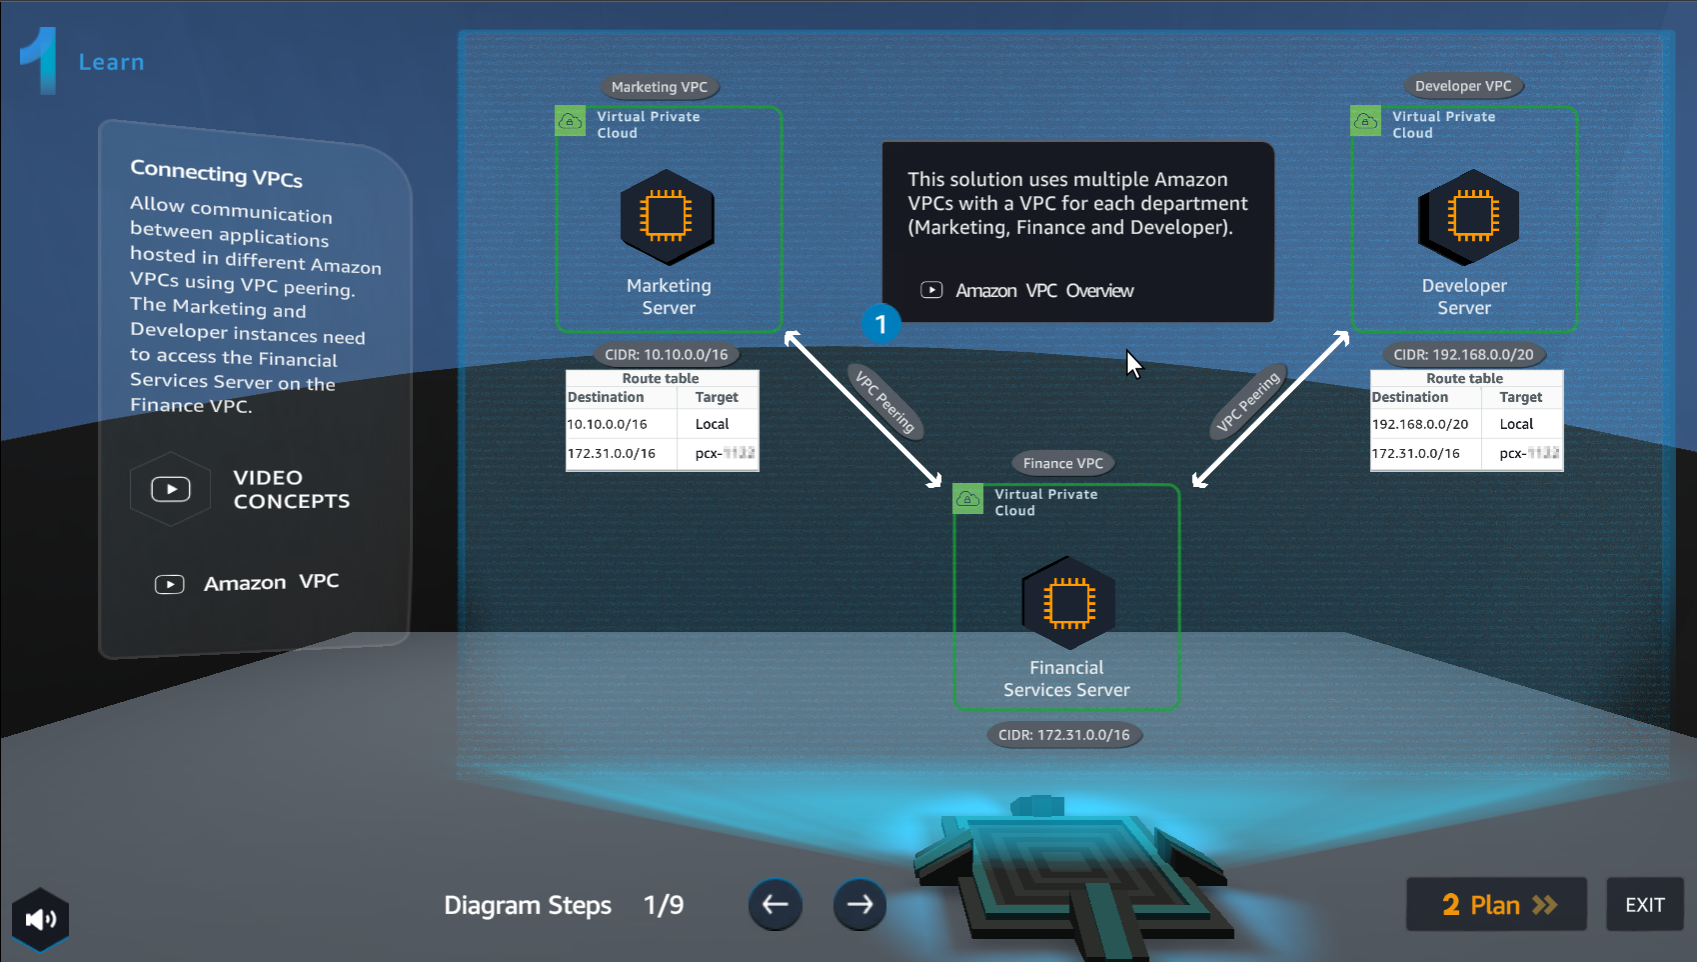 1 Learn
Connecting VPCs
Allow communication
between applications
hosted in different Amazon
VPCs using VPC peering.
The Marketing and
Developer instances need
to access the Financial
Services Server on the
Finance VPC.
VIDEO
CONCEPTS
Amazon VPC
Marketing VPC
Virtual Private
Cloud
Marketing
Server
CIDR: 10.10.0.0/16
Route table
Destination Target
10.10.0.0/16 Local
172.31.0.0/16 pcx-
This solution uses multiple Amazon
VPCs with a VPC for each department
(Marketing, Finance and Developer).
Amazon VPC Overview
1
VPC Peering
VPC Peering
Developer VPC
Virtual Private
Cloud
Developer
Server
CIDR: 192.168.0.0/20
Route table
Destination Target
192.168.0.0/20 Local
172.31.0.0/16 pcx-
Finance VPC
Virtual Private
Cloud
Financial
Services Server
CIDR: 172.31.0.0/16
Diagram Steps 1/9
2 Plan
EXIT